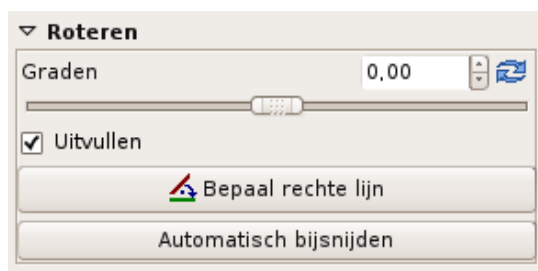 Roteren
Graden 0,00
Uitvullen
Bepaal rechte lijn
Automatisch bijsnijden